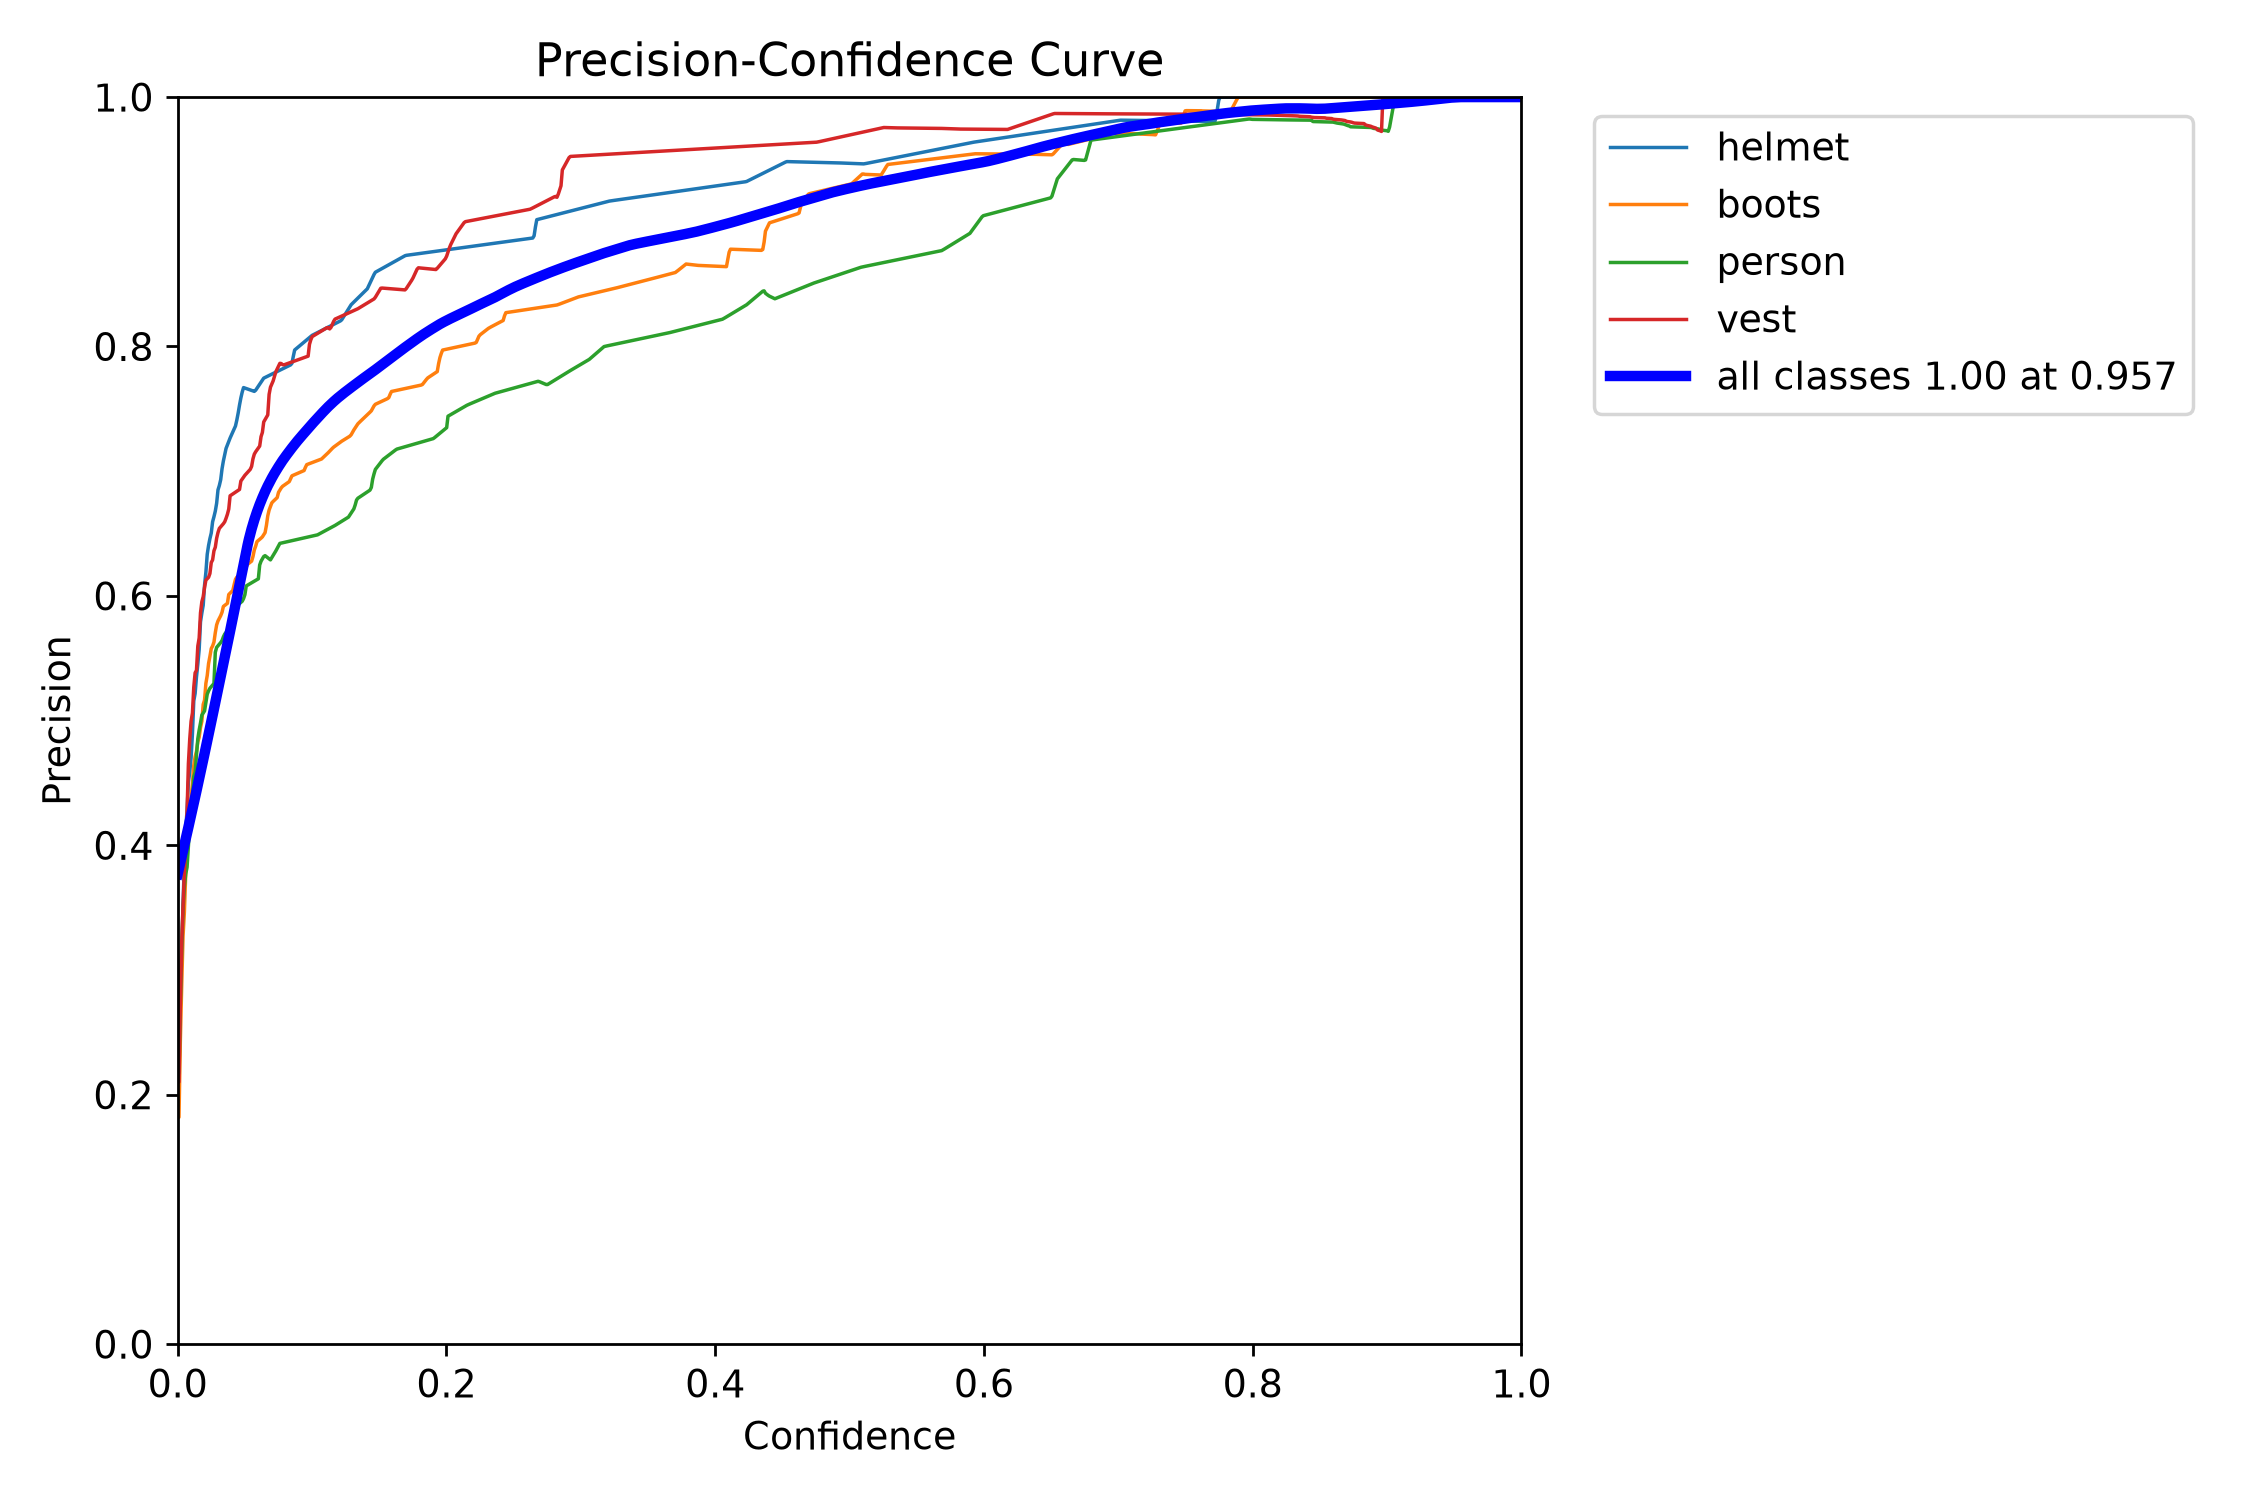 Precision-Confidence Curve
1.0
0.8
0.6
0.4
0.2
0.0
Precision
0.0 0.2 0.4 0.6 0.8 1.0
Confidence
helmet
boots
person
vest
all classes 1.00 at 0.957